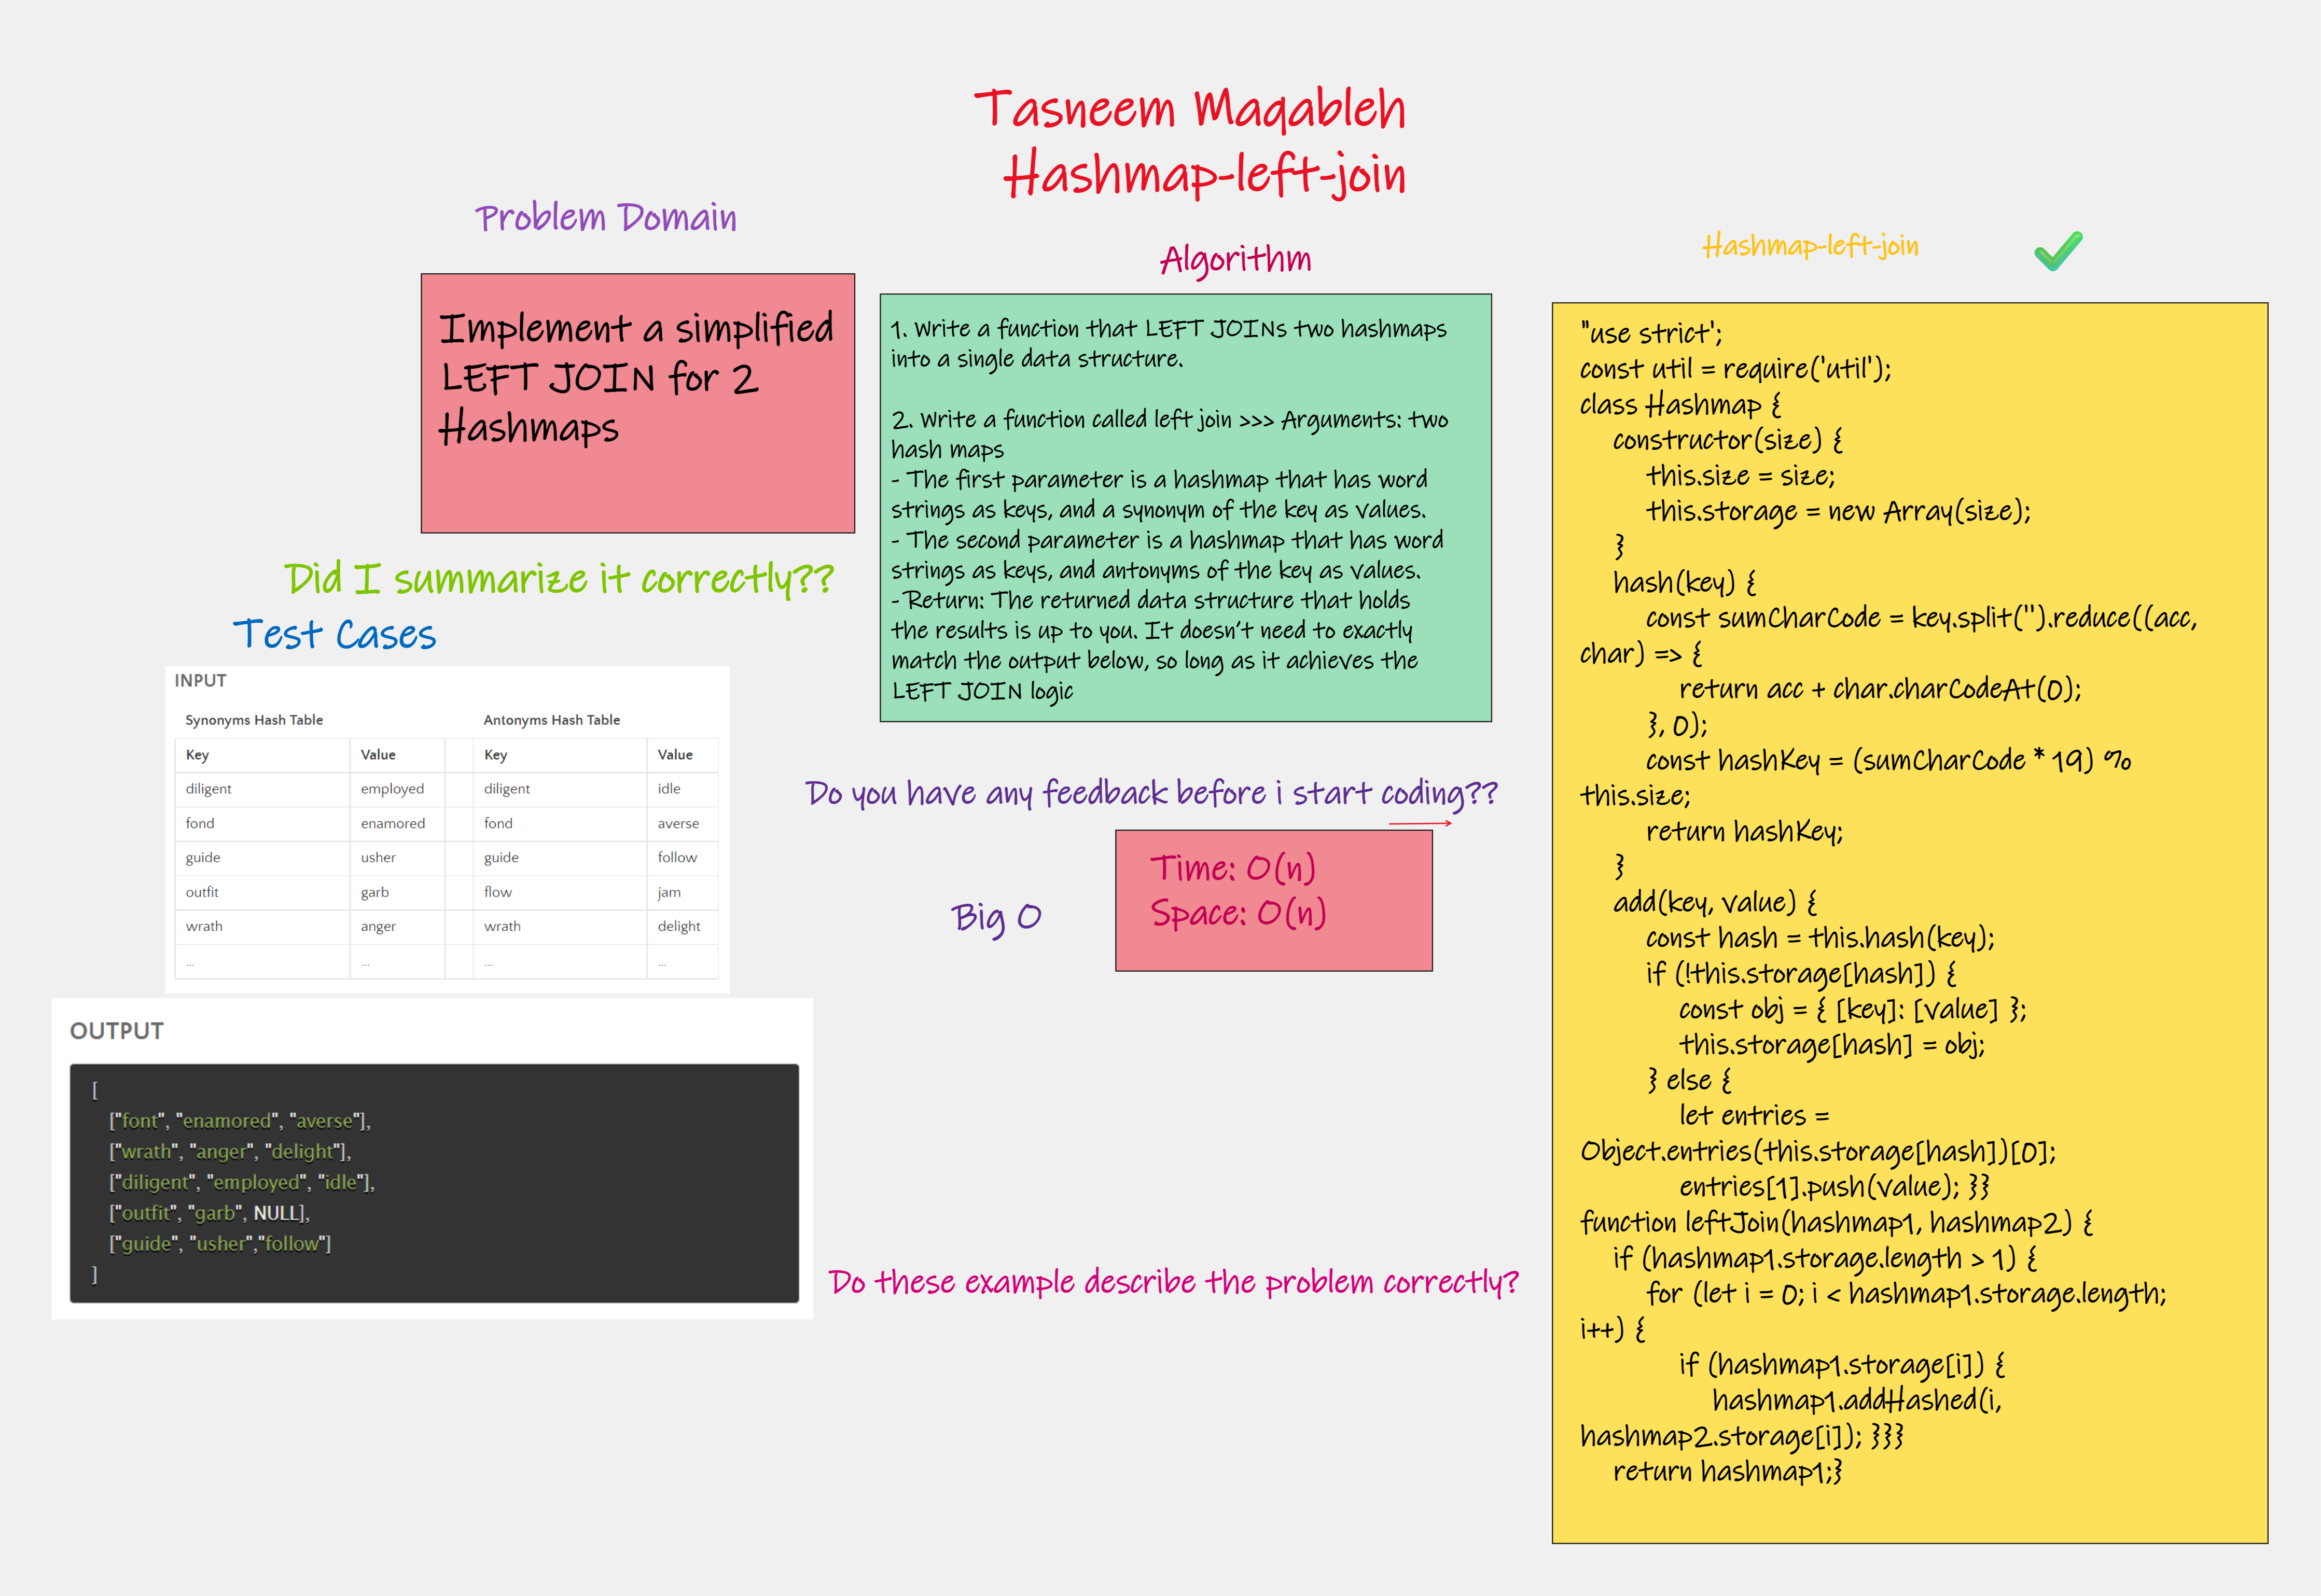 Tasneem Maqableh
Hashmap-left-join
Problem Domain
Implement a simplified
LEFT JOIN for 2
Hashmaps
Did I summarize it correctly??
Test Cases
INPUT
Synonyms Hash Table Antonyms Hash Table
Key Value Key Value
diligent employed diligent idle
fond enamored fond averse
guide usher guide follow
outfit garb flow jam
wrath anger wrath delight
... ... ... ...
OUTPUT
[
["font", "enamored", "averse"],
["wrath", "anger", "delight"],
["diligent", "employed", "idle"],
["outfit", "garb", NULL],
["guide", "usher","follow"]
]
Algorithm
1. Write a function that LEFT JOINs two hashmaps
into a single data structure.
2. Write a function called left join >>> Arguments: two
hash maps
- The first parameter is a hashmap that has word
strings as keys, and a synonym of the key as values.
- The second parameter is a hashmap that has word
strings as keys, and antonyms of the key as values.
- Return: The returned data structure that holds
the results is up to you. It doesn't need to exactly
match the output below, so long as it achieves the
LEFT JOIN logic
Do you have any feedback before i start coding??
Big O
Time: O(n)
Space: O(n)
Do these example describe the problem correctly?
Hashmap-left-join
"use strict';
const util = require('util');
class Hashmap {
constructor(size) {
this.size = size;
this.storage = new Array(size);
}
hash(key) {
const sumCharCode = key.split('').reduce((acc,
char) => {
return acc + char.charCodeAt(0);
}, 0);
const hashKey = (sumCharCode * 19) %
this.size;
return hashKey;
}
add(key, value) {
const hash = this.hash(key);
if (!this.storage[hash]) {
const obj = { [key]: [value] };
this.storage[hash] = obj;
} else {
let entries =
Object.entries(this.storage[hash])[0];
entries[1].push(value); }}
function leftJoin(hashmap1, hashmap2) {
if (hashmap1.storage.length > 1) {
for (let i = 0; i < hashmap1.storage.length;
i++) {
if (hashmap1.storage[i]) {
hashmap1.addHashed(i,
hashmap2.storage[i]); }}}
return hashmap1;}